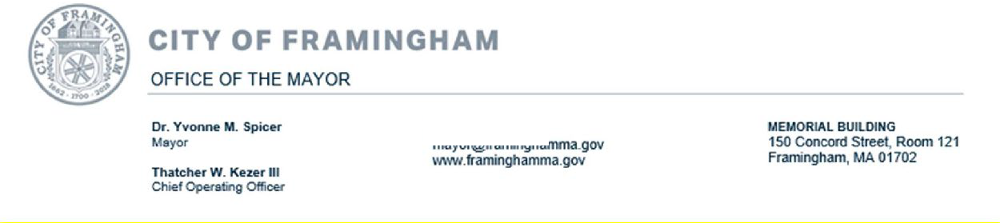 CITY OF FRAMINGHAM
1662 · 1700 · 2018
CITY OF FRAMINGHAM
OFFICE OF THE MAYOR
Dr. Yvonne M. Spicer
Mayor
Thatcher W. Kezer III
Chief Operating Officer
mayor@framinghamma.gov
www.framinghamma.gov
MEMORIAL BUILDING
150 Concord Street, Room 121
Framingham, MA 01702